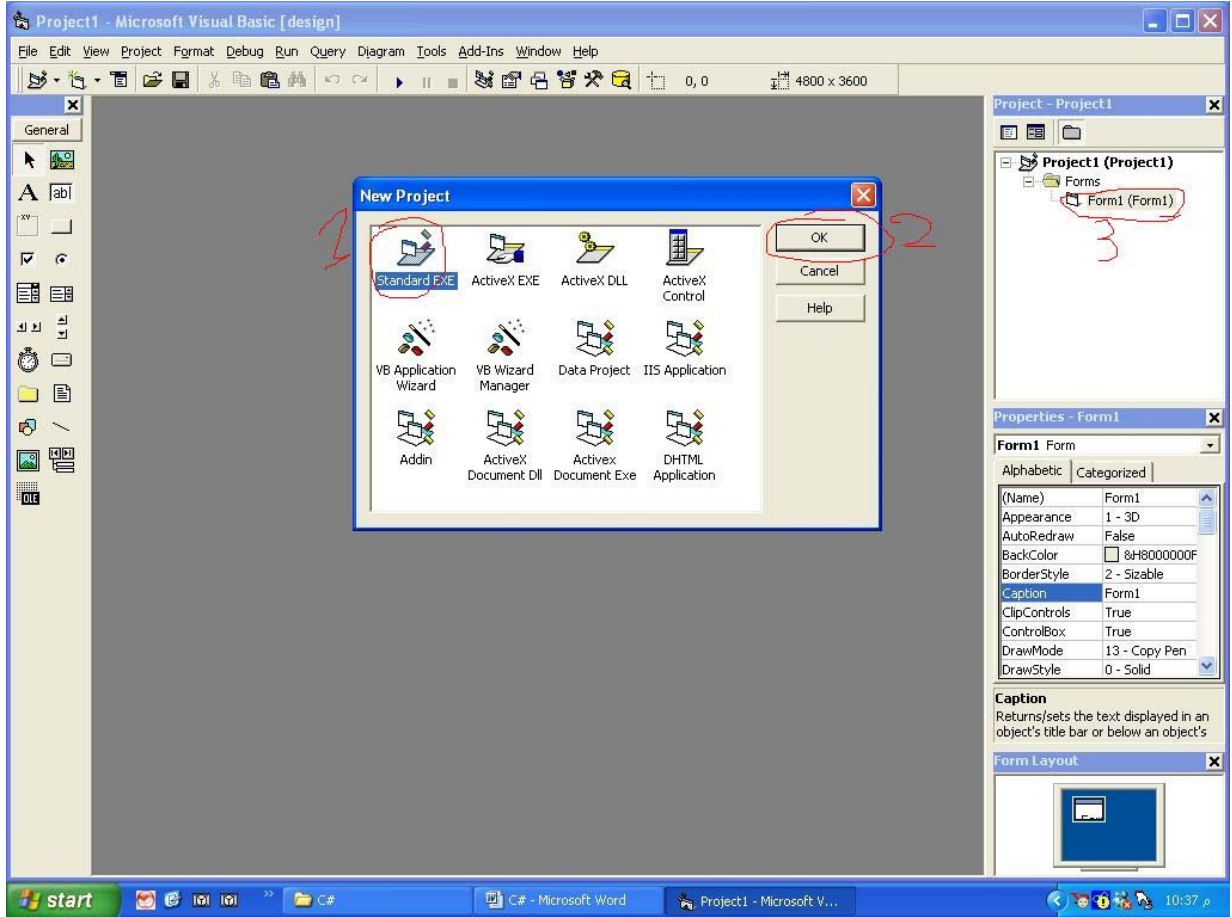 Project1 - Microsoft Visual Basic [design]
File Edit View Project Format Debug Run Query Diagram Tools Add-Ins Window Help
0, 0
4800 x 3600
General
A
ab|
XY
OLE
New Project
1
Standard EXE
ActiveX EXE
ActiveX DLL
ActiveX
Control
VB Application
Wizard
VB Wizard
Manager
Data Project
IIS Application
Addin
ActiveX
Document Dll
Activex
Document Exe
DHTML
Application
OK
2
Cancel
Help
Project - Project1
Project1 (Project1)
Forms
Form1 (Form1)
3
Properties - Form1
Form1 Form
Alphabetic
Categorized
(Name) Form1
Appearance 1 - 3D
AutoRedraw False
BackColor &H8000000F
BorderStyle 2 - Sizable
Caption Form1
ClipControls True
ControlBox True
DrawMode 13 - Copy Pen
DrawStyle 0 - Solid
Caption
Returns/sets the text displayed in an
object's title bar or below an object's
Form Layout
start
C#
C# - Microsoft Word
Project1 - Microsoft V...
10:37 م